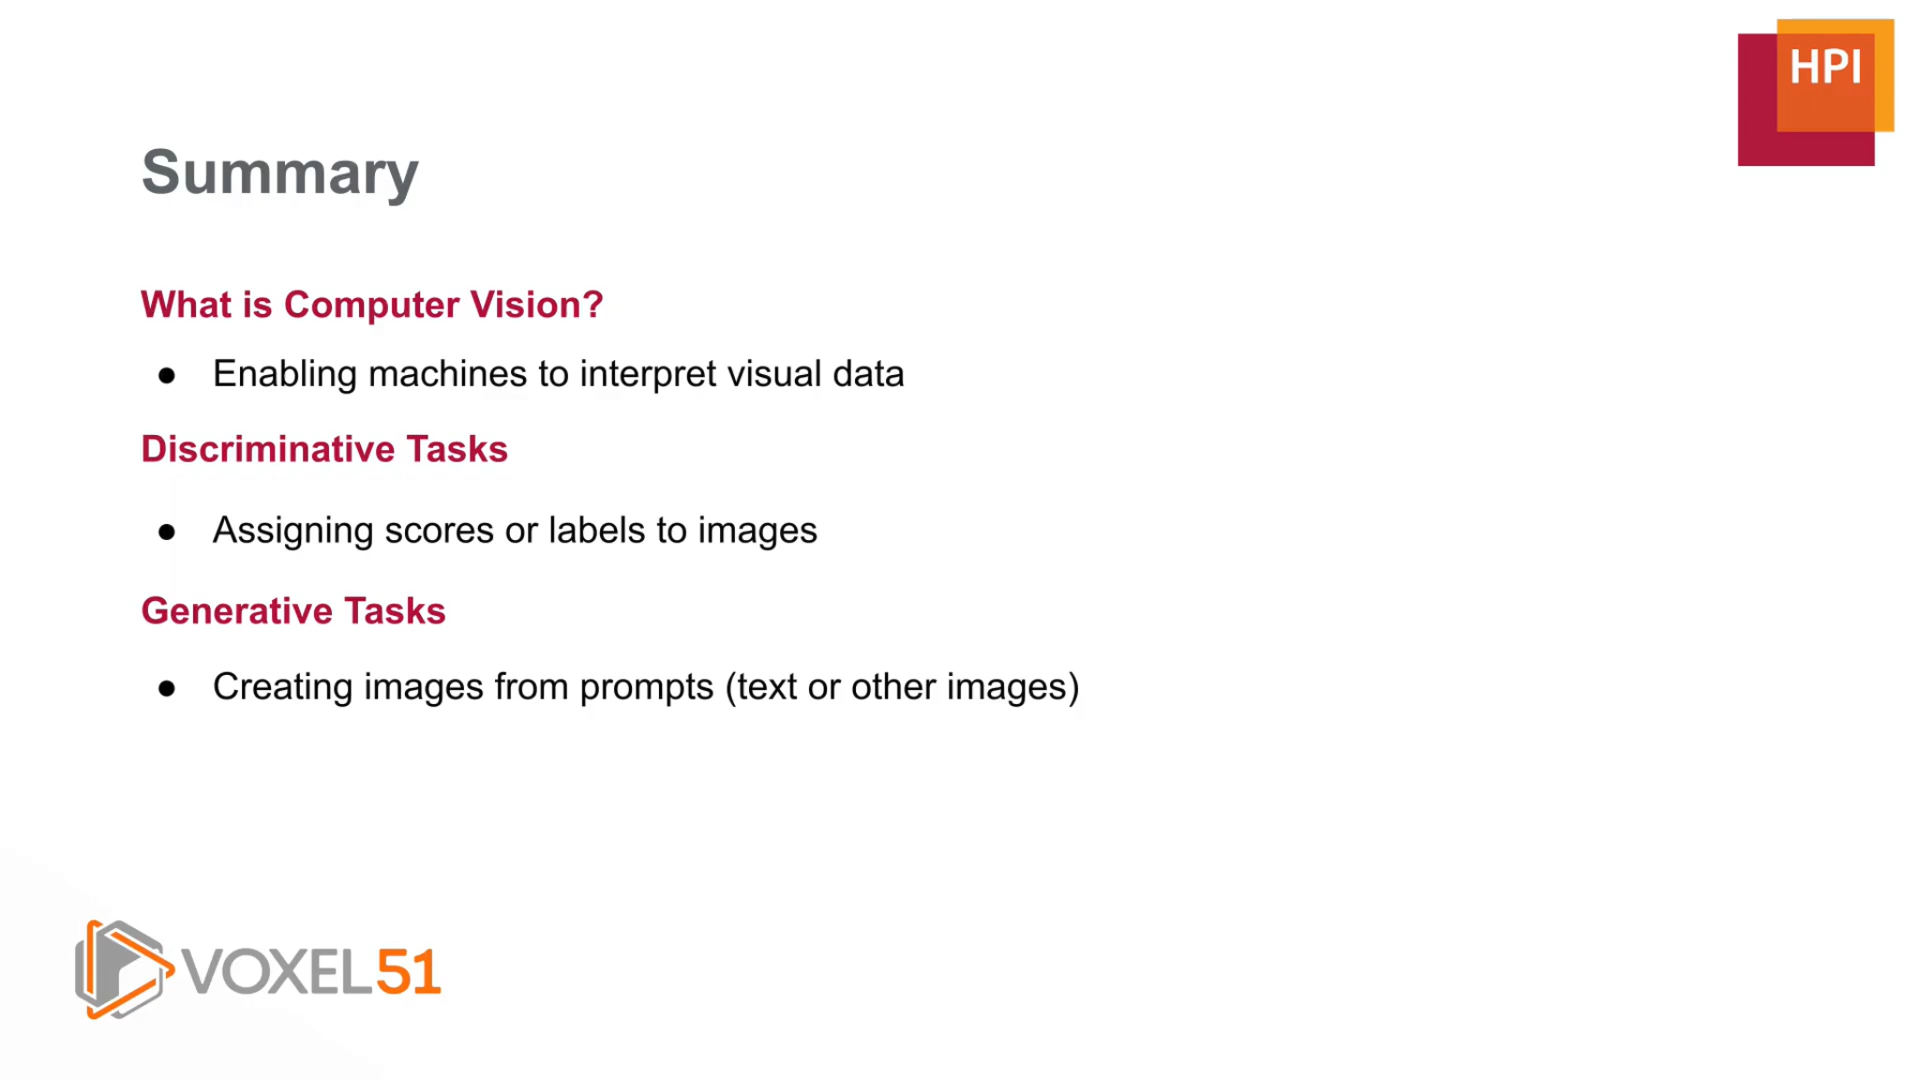 HPI
Summary
What is Computer Vision?
● Enabling machines to interpret visual data
Discriminative Tasks
● Assigning scores or labels to images
Generative Tasks
● Creating images from prompts (text or other images)
VOXEL51